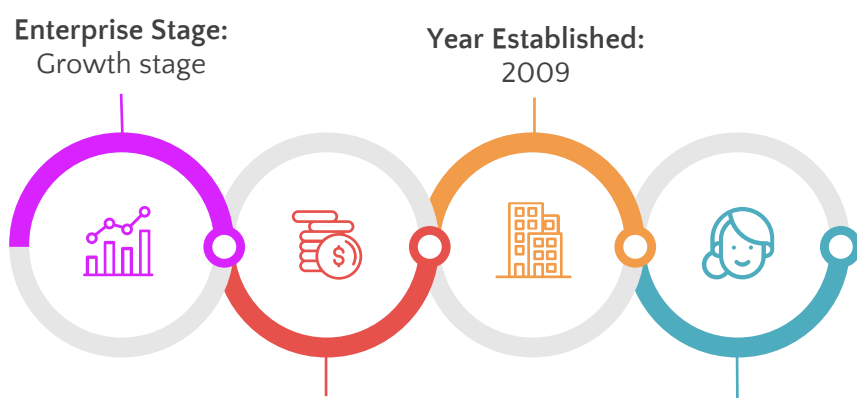 Enterprise Stage:
Growth stage
Year Established:
2009
$